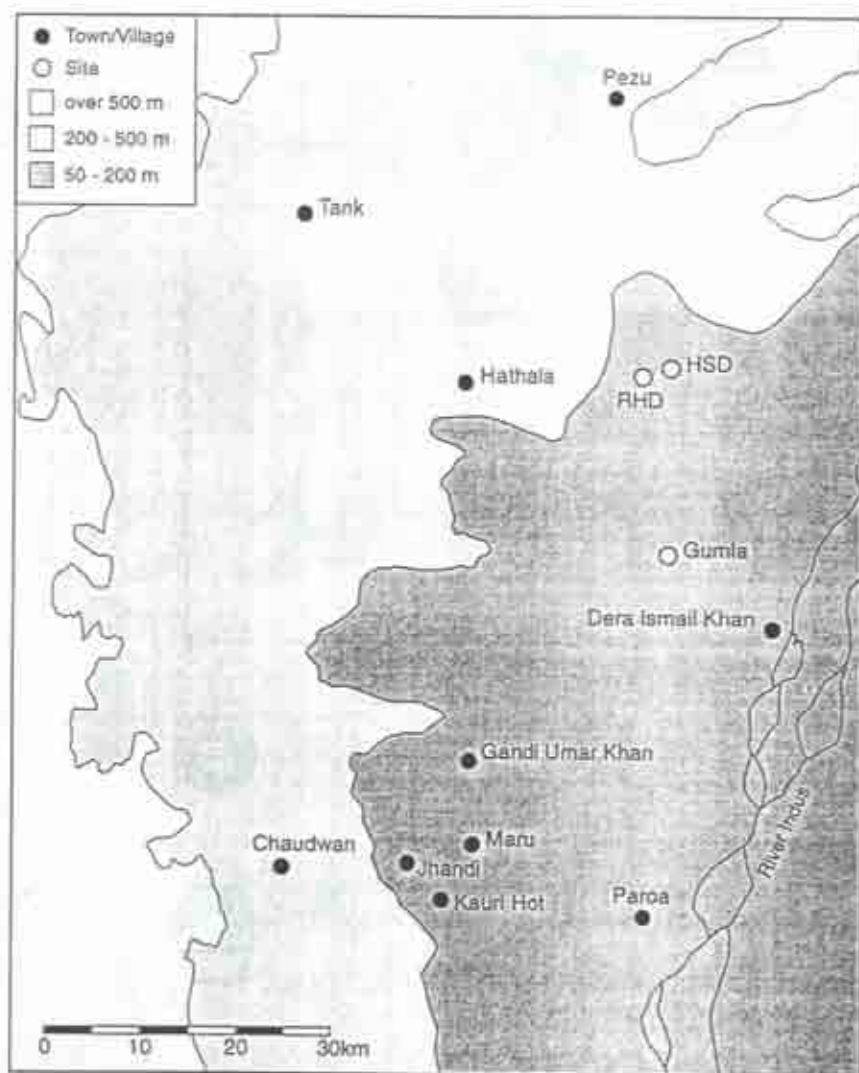 Town/Village
Site
over 500 m
200 - 500 m
50 - 200 m
Pezu
Tank
Hathala
HSD
RHD
Gumla
Dera Ismail Khan
Gandi Umar Khan
Maru
Chaudwan
Jhandi
Kauri Hot
Paroa
River Indus
0 10 20 30km